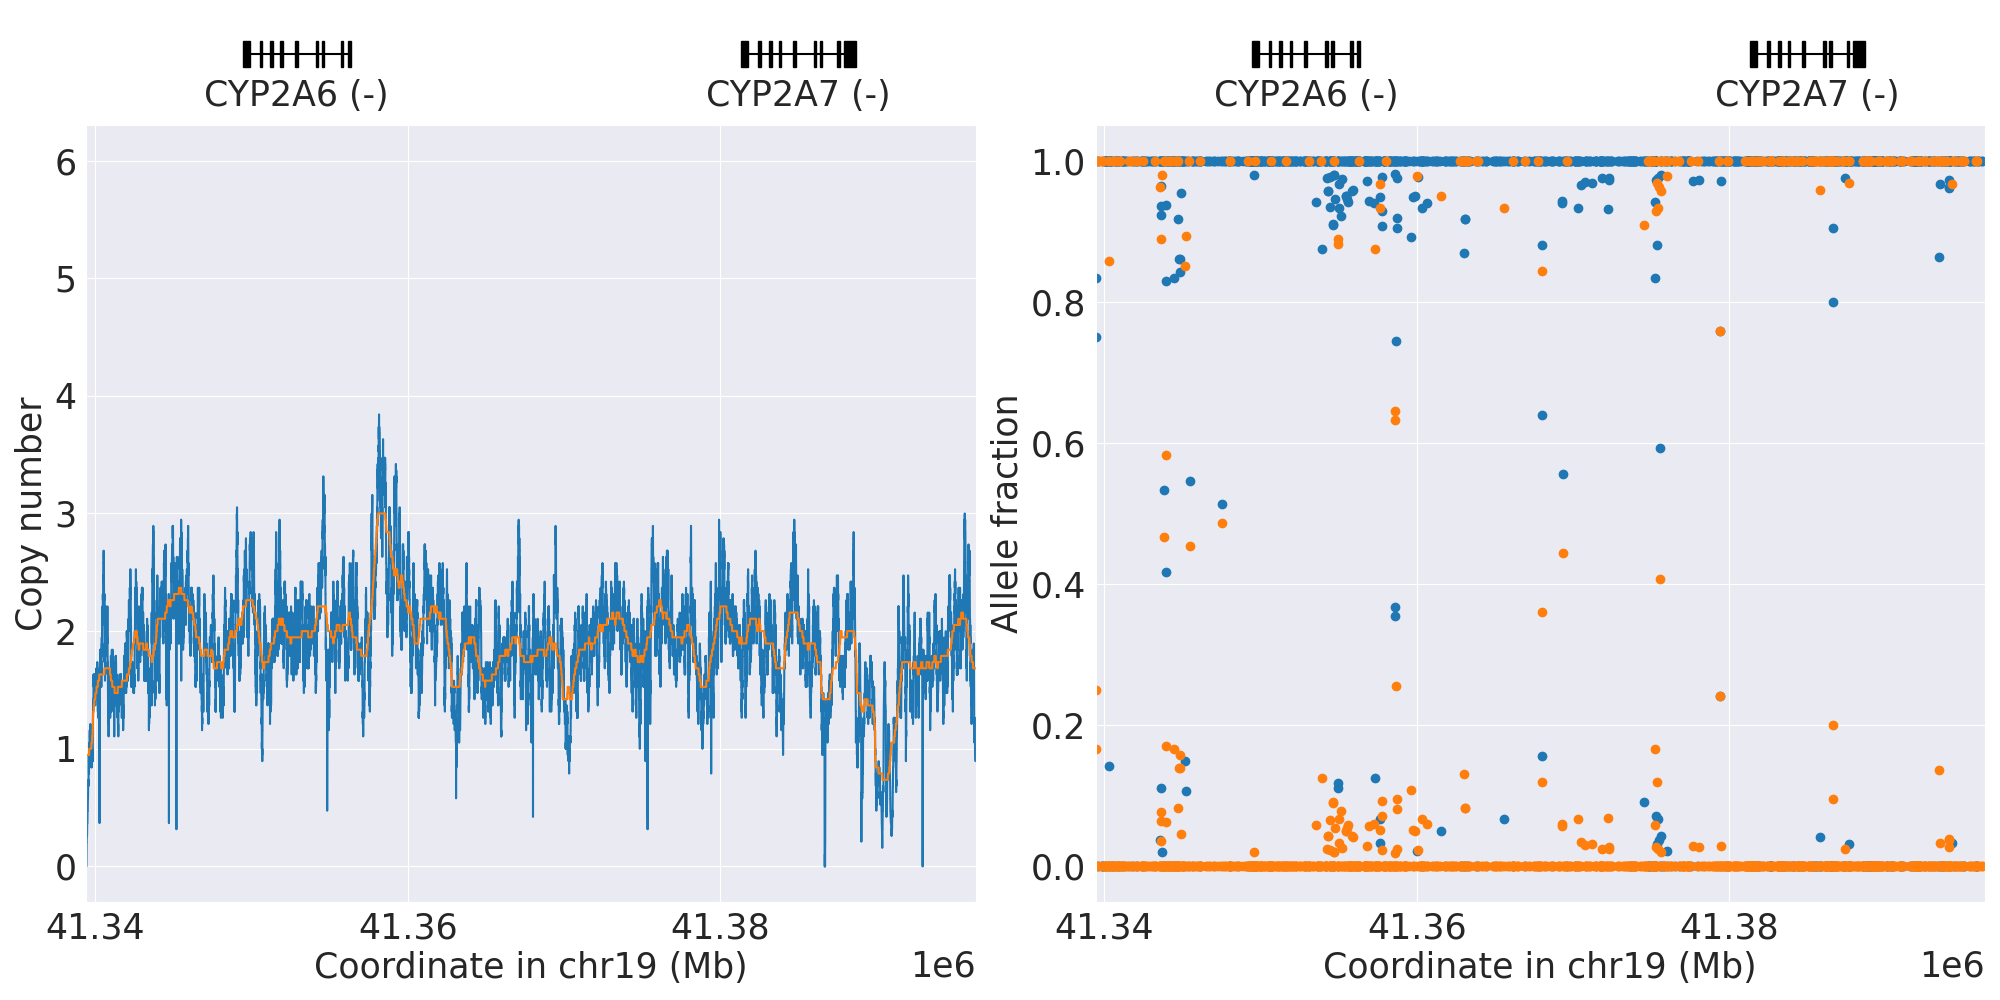 CYP2A6 (-)
CYP2A7 (-)
6
5
4
3
2
1
0
Copy number
41.34
41.36
41.38
Coordinate in chr19 (Mb)
1e6
CYP2A6 (-)
CYP2A7 (-)
1.0
0.8
0.6
0.4
0.2
0.0
Allele fraction
41.34
41.36
41.38
Coordinate in chr19 (Mb)
1e6